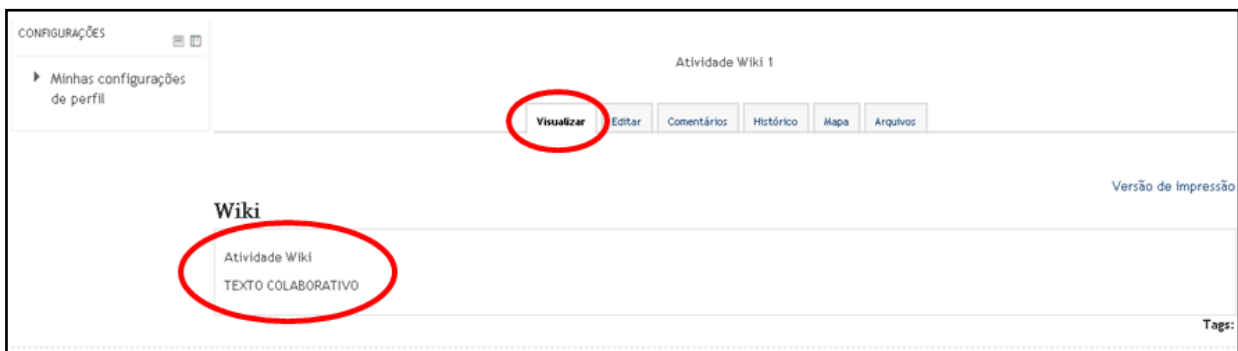 CONFIGURAÇÕES
Minhas configurações
de perfil
Atividade Wiki 1
Visualizar Editar Comentários Histórico Mapa Arquivos
Versão de impressão
Wiki
Atividade Wiki
TEXTO COLABORATIVO
Tags: